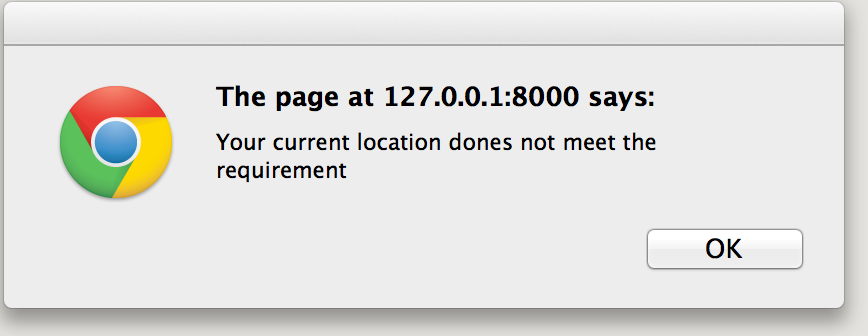 The page at 127.0.0.1:8000 says:
Your current location dones not meet the
requirement
OK